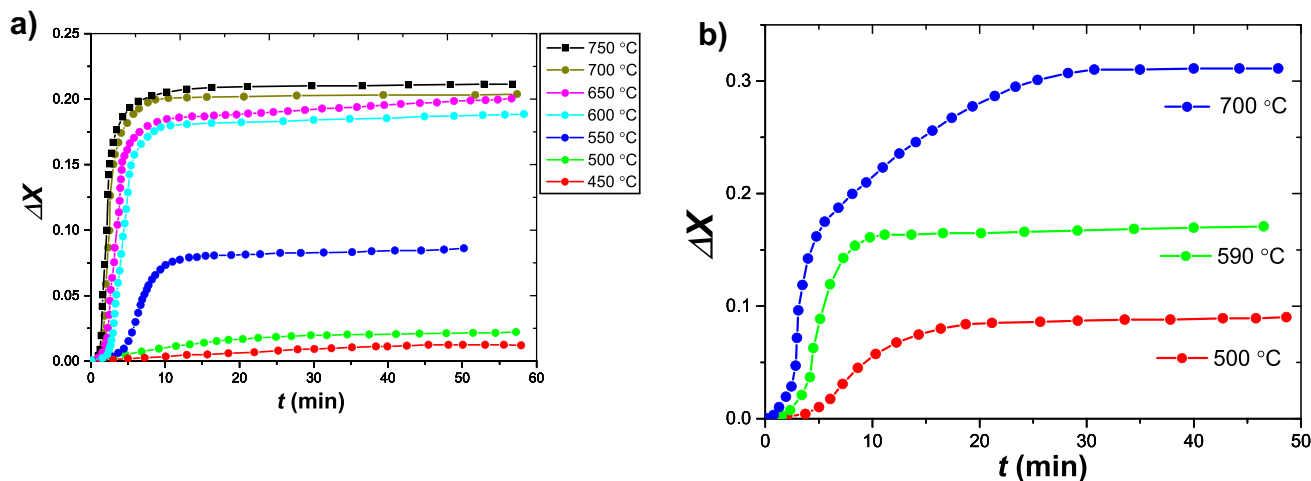 a)
ΔX
0.25
0.20
0.15
0.10
0.05
0.00
0 10 20 30 40 50 60
t (min)
750 °C
700 °C
650 °C
600 °C
550 °C
500 °C
450 °C
b)
ΔX
0.3
0.2
0.1
0.0
0 10 20 30 40 50
t (min)
700 °C
590 °C
500 °C